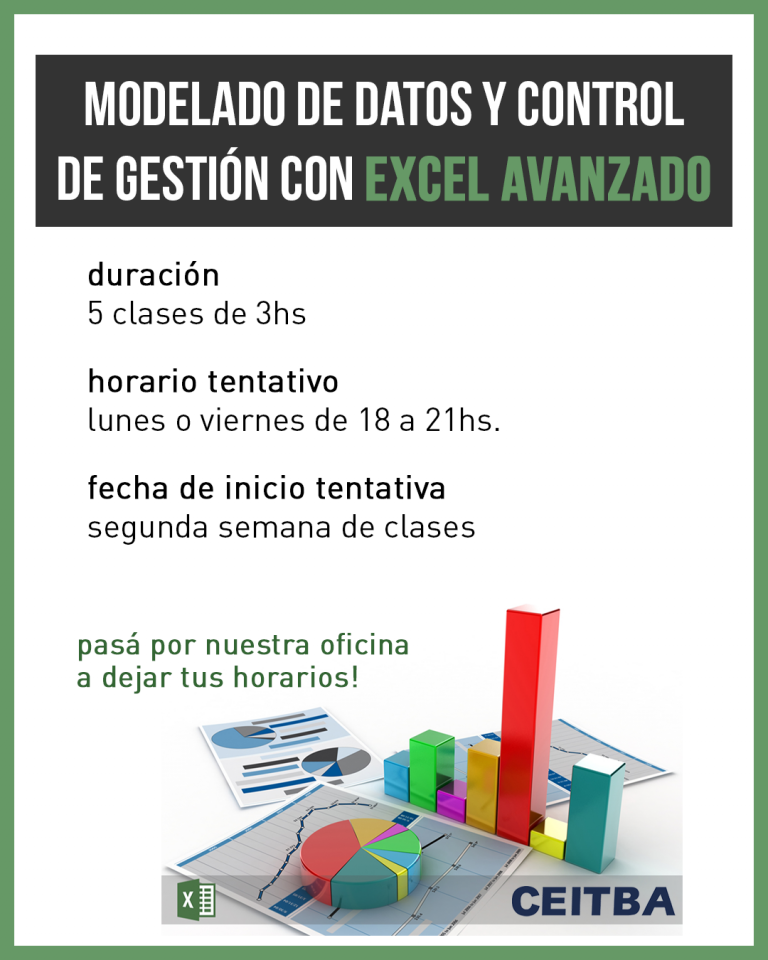 MODELADO DE DATOS Y CONTROL
DE GESTIÓN CON EXCEL AVANZADO
duración
5 clases de 3hs
horario tentativo
lunes o viernes de 18 a 21hs.
fecha de inicio tentativa
segunda semana de clases
pasá por nuestra oficina
a dejar tus horarios!
X
CEITBA